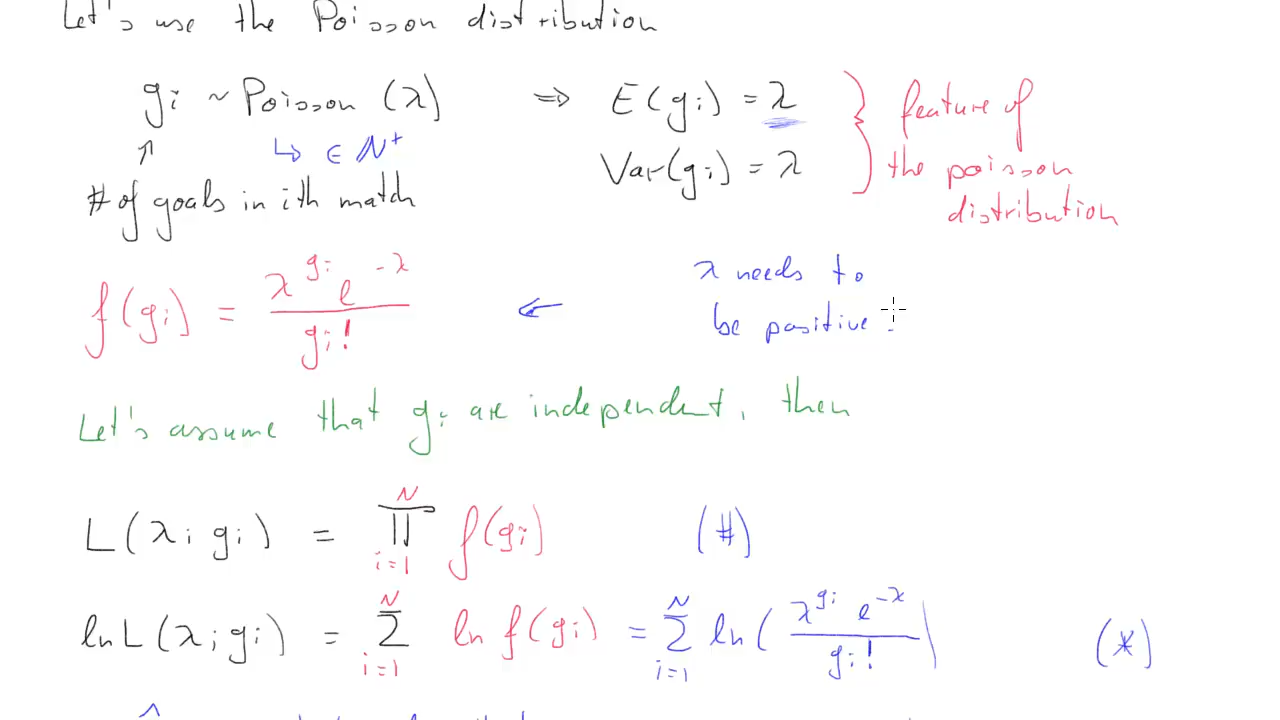 Let's use the Poisson distribution
gi ~ Poisson (λ) ⇒ E(gi) = λ } feature of
↑ ↳ ∈ N⁺ Var(gi) = λ the poisson
# of goals in ith match distribution
f(gi) = λ^gi e^-λ / gi! ← λ needs to
be positive!
Let's assume that gi are independent, then
L(λ; gi) = ∏_{i=1}^{N} f(gi) (#)
ln L(λ; gi) = Σ_{i=1}^{N} ln f(gi) = Σ_{i=1}^{N} ln( λ^gi e^-λ / gi! ) (*)